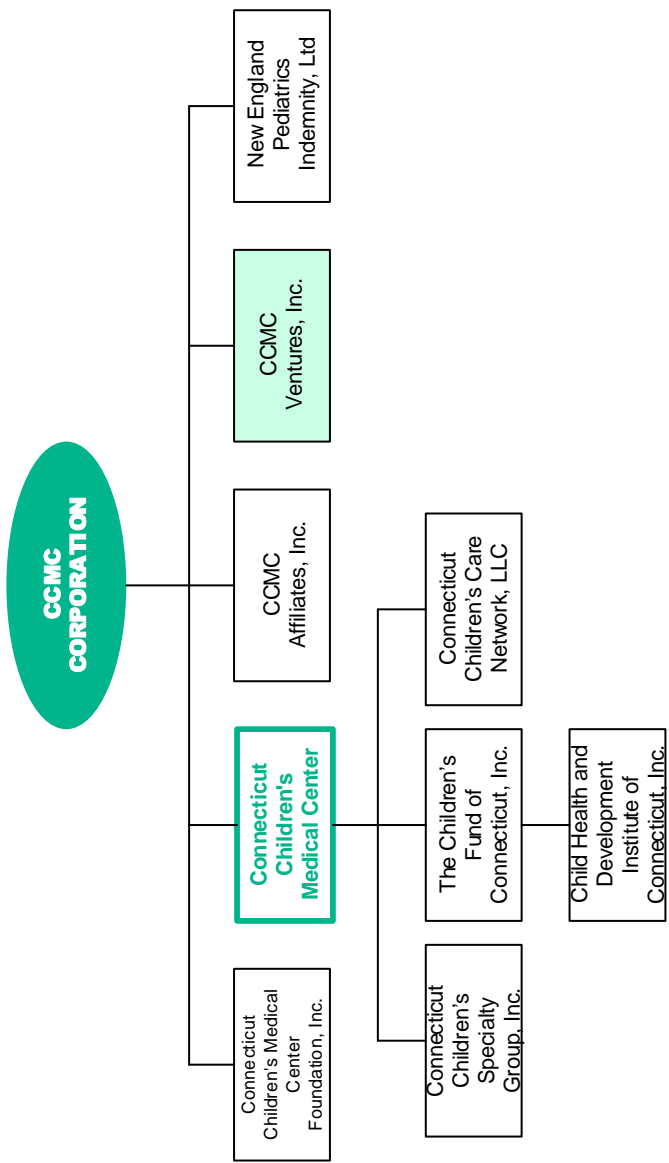 CCMC
CORPORATION
Connecticut
Children's Medical
Center
Foundation, Inc.
Connecticut
Children's
Medical Center
CCMC
Affiliates, Inc.
CCMC
Ventures, Inc.
New England
Pediatrics
Indemnity, Ltd
Connecticut
Children’s
Specialty
Group, Inc.
The Children’s
Fund of
Connecticut, Inc.
Connecticut
Children’s Care
Network, LLC
Child Health and
Development
Institute of
Connecticut, Inc.